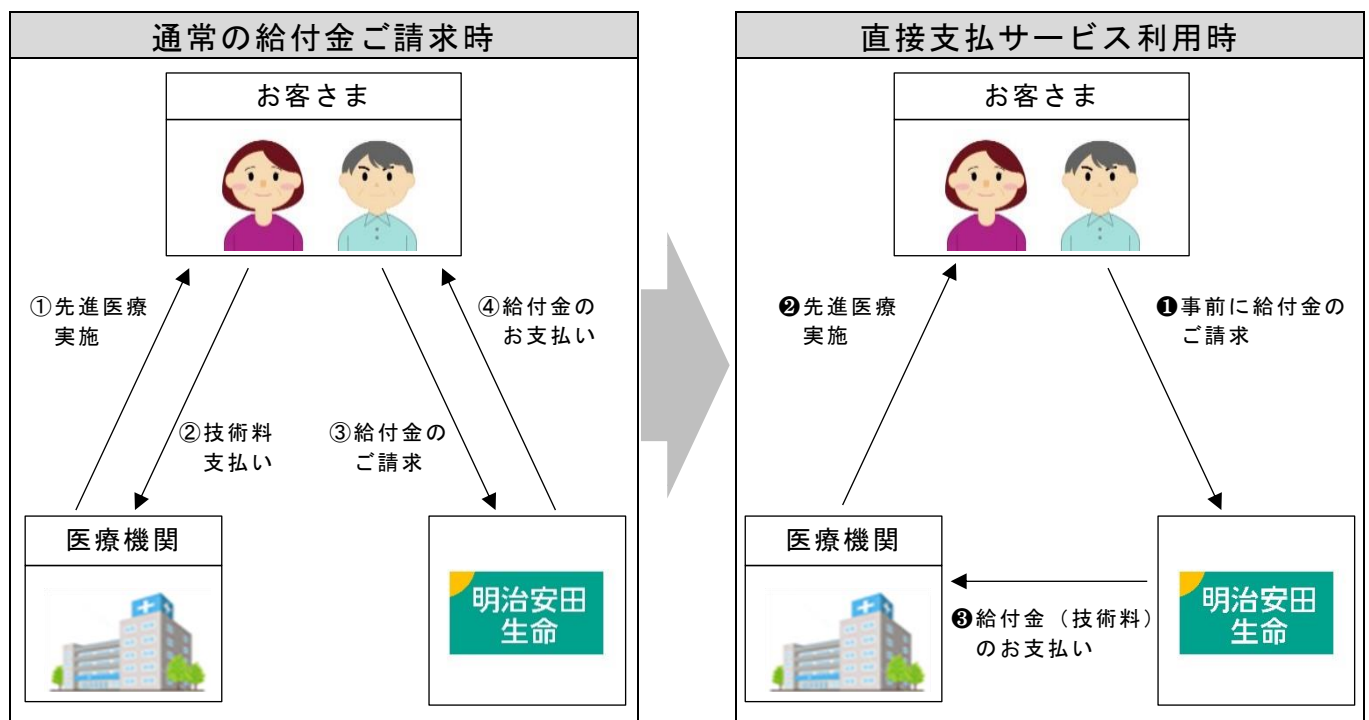 通常の給付金ご請求時
お客さま
①先進医療
実施
②技術料
支払い
③給付金の
ご請求
④給付金の
お支払い
医療機関
明治安田
生命
直接支払サービス利用時
お客さま
❷先進医療
実施
❶事前に給付金の
ご請求
医療機関
❸給付金（技術料）
のお支払い
明治安田
生命